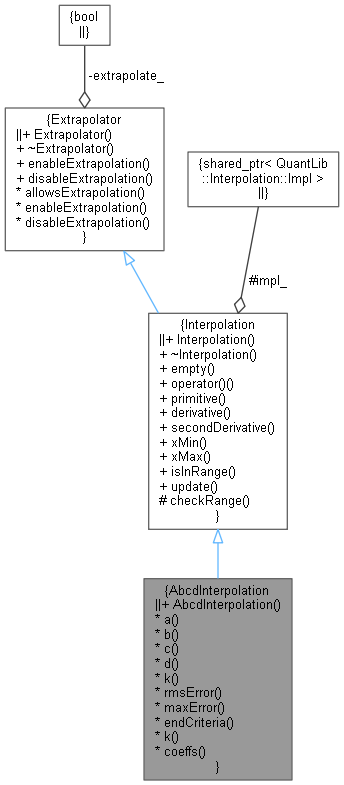 {bool
||}
-extrapolate_
{Extrapolator
||+ Extrapolator()
+ ~Extrapolator()
+ enableExtrapolation()
+ disableExtrapolation()
* allowsExtrapolation()
* enableExtrapolation()
* disableExtrapolation()
}
{shared_ptr< QuantLib
::Interpolation::Impl >
||}
#impl_
{Interpolation
||+ Interpolation()
+ ~Interpolation()
+ empty()
+ operator()()
+ primitive()
+ derivative()
+ secondDerivative()
+ xMin()
+ xMax()
+ isInRange()
+ update()
# checkRange()
}
{AbcdInterpolation
||+ AbcdInterpolation()
* a()
* b()
* c()
* d()
* k()
* rmsError()
* maxError()
* endCriteria()
* k()
* coeffs()
}